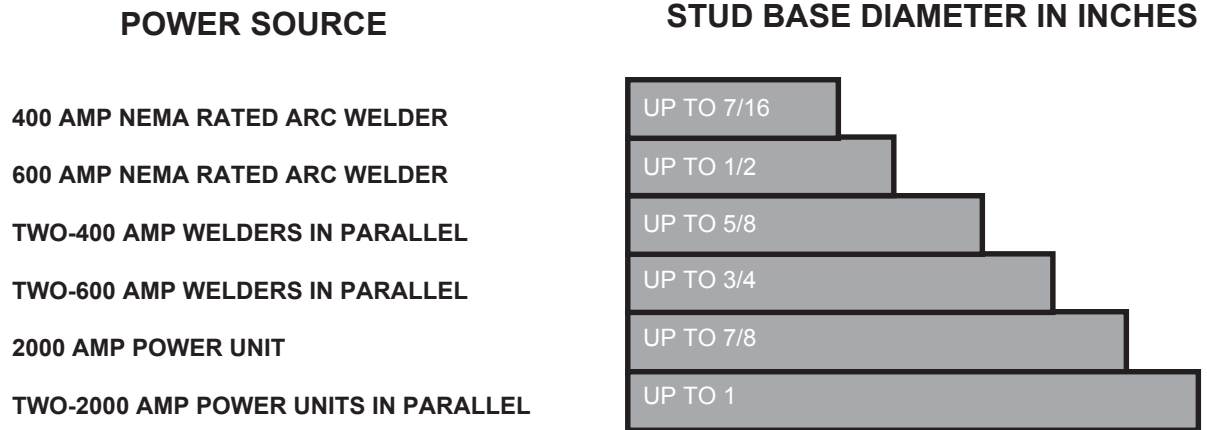 POWER SOURCE
STUD BASE DIAMETER IN INCHES
400 AMP NEMA RATED ARC WELDER
UP TO 7/16
600 AMP NEMA RATED ARC WELDER
UP TO 1/2
TWO-400 AMP WELDERS IN PARALLEL
UP TO 5/8
TWO-600 AMP WELDERS IN PARALLEL
UP TO 3/4
2000 AMP POWER UNIT
UP TO 7/8
TWO-2000 AMP POWER UNITS IN PARALLEL
UP TO 1